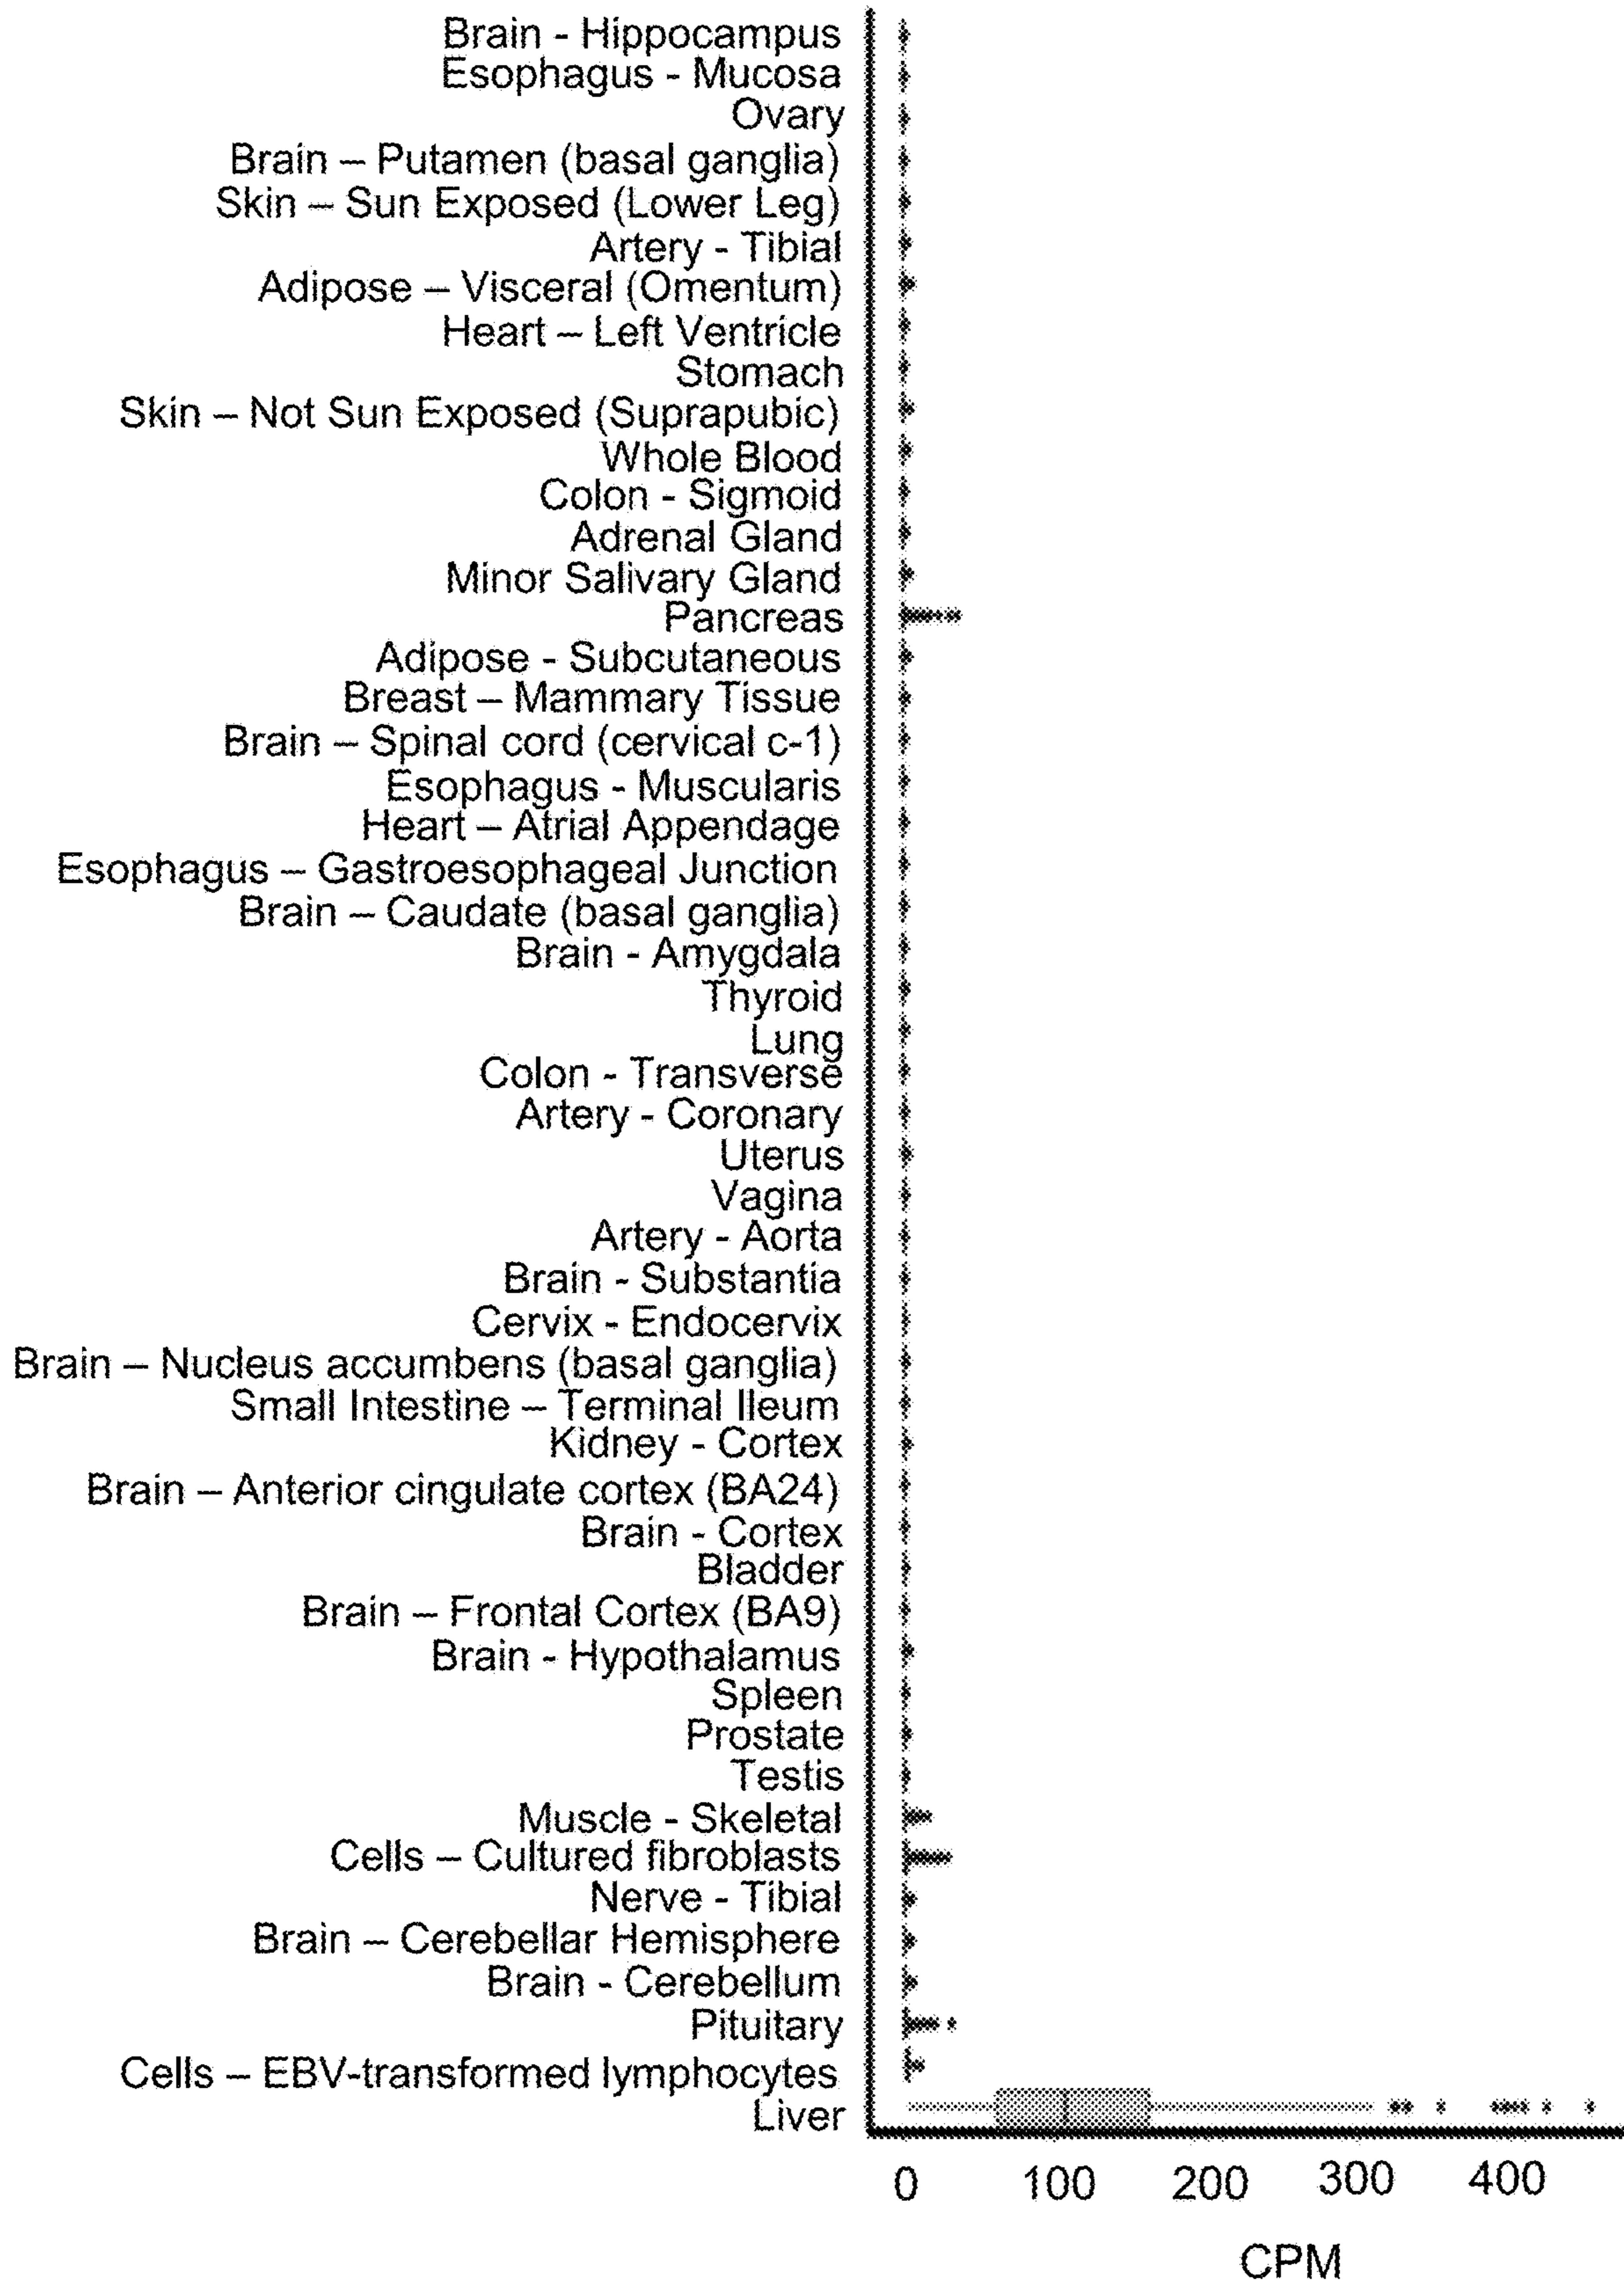 Brain - Hippocampus
Esophagus - Mucosa
Ovary
Brain – Putamen (basal ganglia)
Skin – Sun Exposed (Lower Leg)
Artery - Tibial
Adipose – Visceral (Omentum)
Heart – Left Ventricle
Stomach
Skin – Not Sun Exposed (Suprapubic)
Whole Blood
Colon - Sigmoid
Adrenal Gland
Minor Salivary Gland
Pancreas
Adipose - Subcutaneous
Breast – Mammary Tissue
Brain – Spinal cord (cervical c-1)
Esophagus - Muscularis
Heart – Atrial Appendage
Esophagus – Gastroesophageal Junction
Brain – Caudate (basal ganglia)
Brain - Amygdala
Thyroid
Lung
Colon - Transverse
Artery - Coronary
Uterus
Vagina
Artery - Aorta
Brain - Substantia
Cervix - Endocervix
Brain – Nucleus accumbens (basal ganglia)
Small Intestine – Terminal Ileum
Kidney - Cortex
Brain – Anterior cingulate cortex (BA24)
Brain - Cortex
Bladder
Brain – Frontal Cortex (BA9)
Brain - Hypothalamus
Spleen
Prostate
Testis
Muscle - Skeletal
Cells – Cultured fibroblasts
Nerve - Tibial
Brain – Cerebellar Hemisphere
Brain - Cerebellum
Pituitary
Cells – EBV-transformed lymphocytes
Liver
0 100 200 300 400
CPM